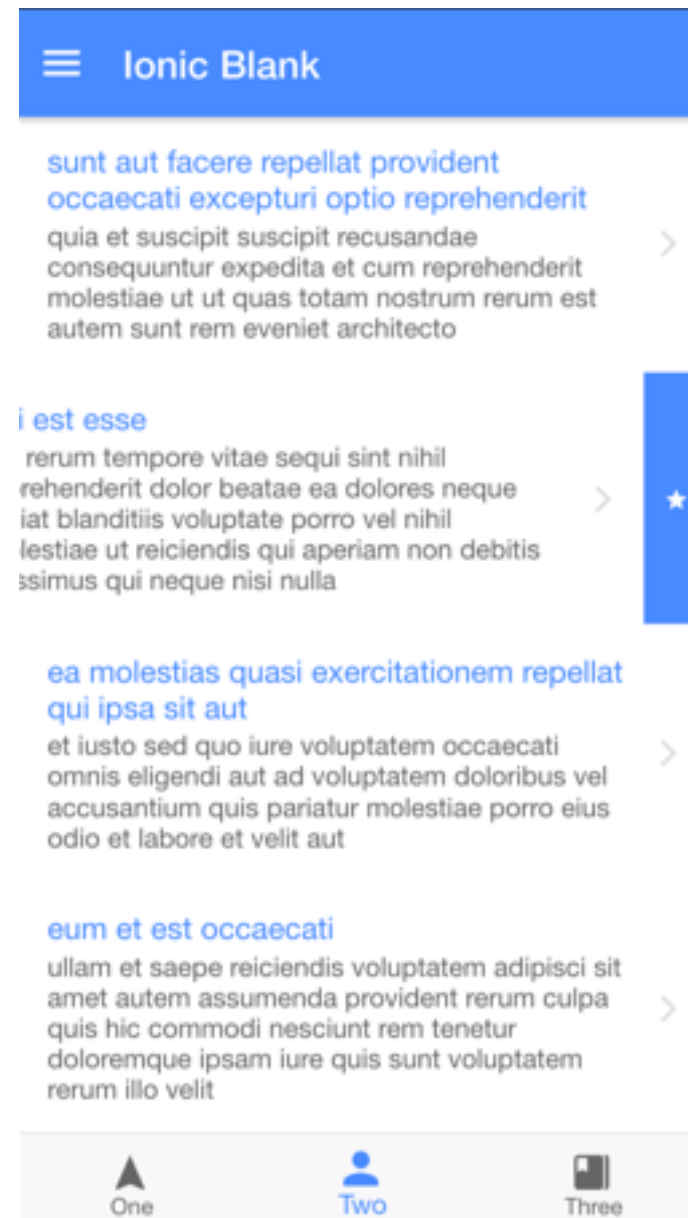 Ionic Blank
sunt aut facere repellat provident
occaecati excepturi optio reprehenderit
quia et suscipit suscipit recusandae
consequuntur expedita et cum reprehenderit
molestiae ut ut quas totam nostrum rerum est
autem sunt rem eveniet architecto
i est esse
rerum tempore vitae sequi sint nihil
rehenderit dolor beatae ea dolores neque
iat blanditiis voluptate porro vel nihil
lestiae ut reiciendis qui aperiam non debitis
ssimus qui neque nisi nulla
ea molestias quasi exercitationem repellat
qui ipsa sit aut
et iusto sed quo iure voluptatem occaecati
omnis eligendi aut ad voluptatem doloribus vel
accusantium quis pariatur molestiae porro eius
odio et labore et velit aut
eum et est occaecati
ullam et saepe reiciendis voluptatem adipisci sit
amet autem assumenda provident rerum culpa
quis hic commodi nesciunt rem tenetur
doloremque ipsam iure quis sunt voluptatem
rerum illo velit
One
Two
Three